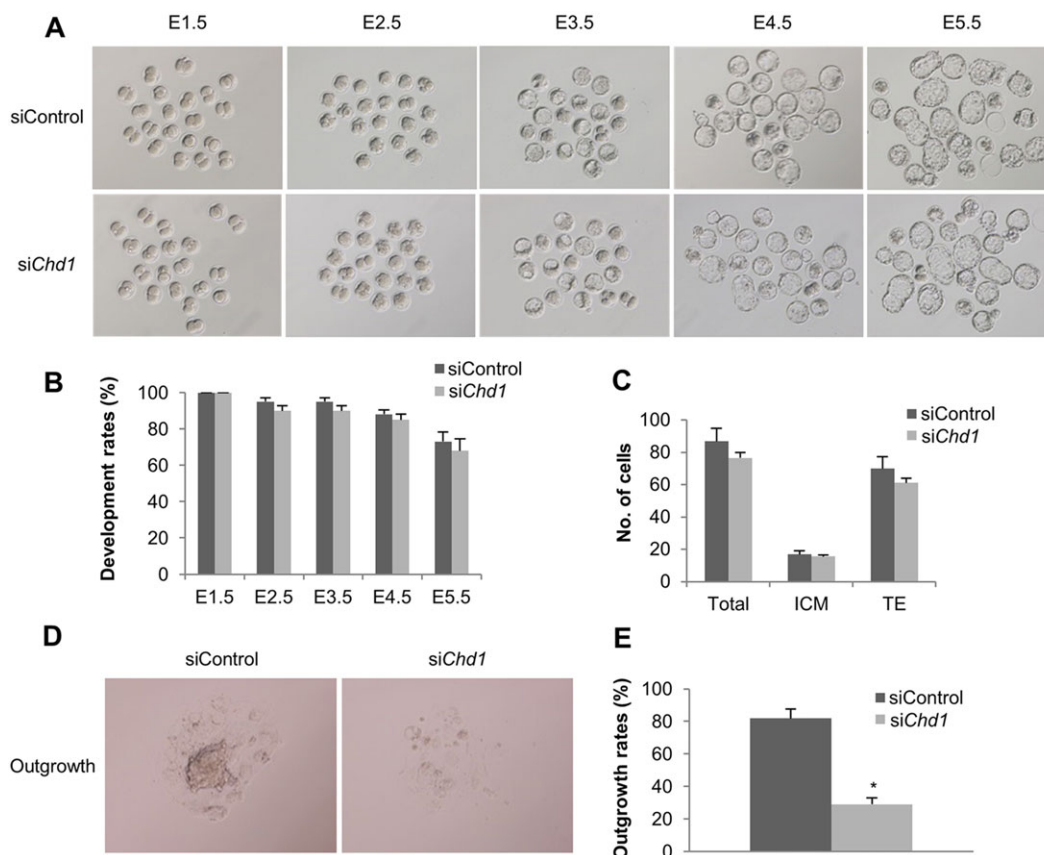 A
E1.5 E2.5 E3.5 E4.5 E5.5
siControl
siChd1
B
Development rates (%)
siControl
siChd1
100
80
60
40
20
0
E1.5 E2.5 E3.5 E4.5 E5.5
C
No. of cells
siControl
siChd1
100
80
60
40
20
0
Total ICM TE
D
siControl siChd1
Outgrowth
E
Outgrowth rates (%)
siControl
siChd1
100
80
60
40
20
0
*